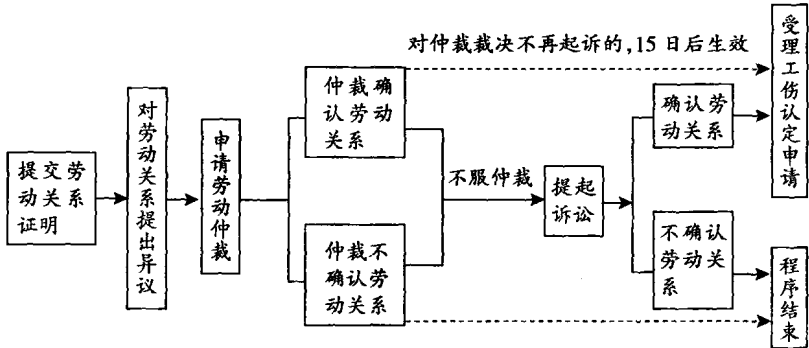 提交劳
动关系
证明
对劳动关系提出异议
申请劳动仲裁
仲裁确
认劳动
关系
仲裁不
确认劳
动关系
对仲裁裁决不再起诉的,15日后生效
不服仲裁
提起
诉讼
确认劳
动关系
不确认
劳动关
系
受理工伤认定申请
程序结束